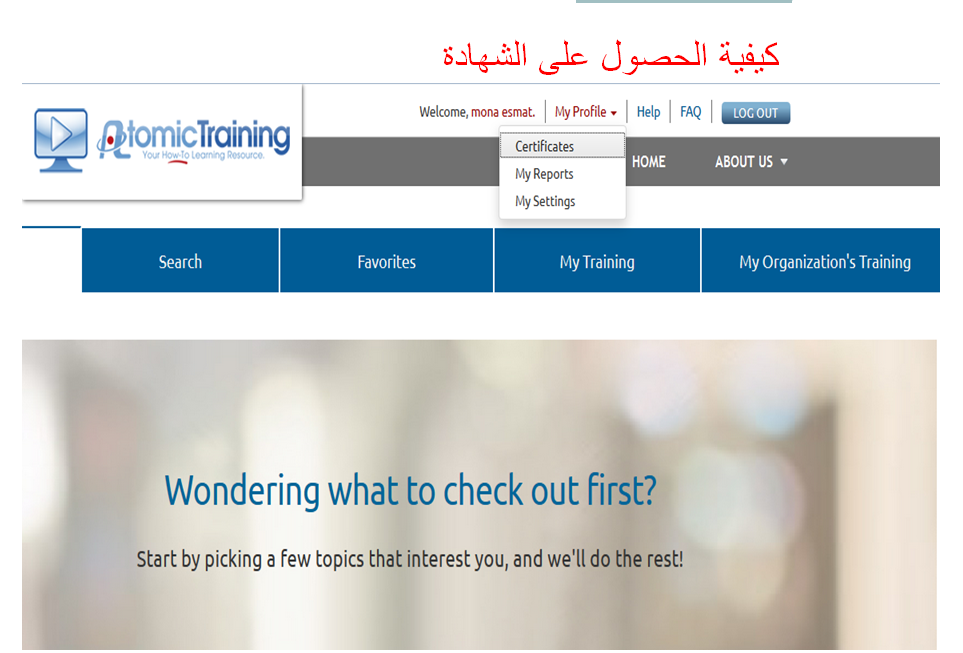 كيفية الحصول على الشهادة
Welcome, mona esmat. My Profile Help FAQ LOG OUT
AtomicTraining
Your How-To Learning Resource.
Certificates
My Reports
My Settings
HOME ABOUT US
Search Favorites My Training My Organization's Training
Wondering what to check out first?
Start by picking a few topics that interest you, and we'll do the rest!